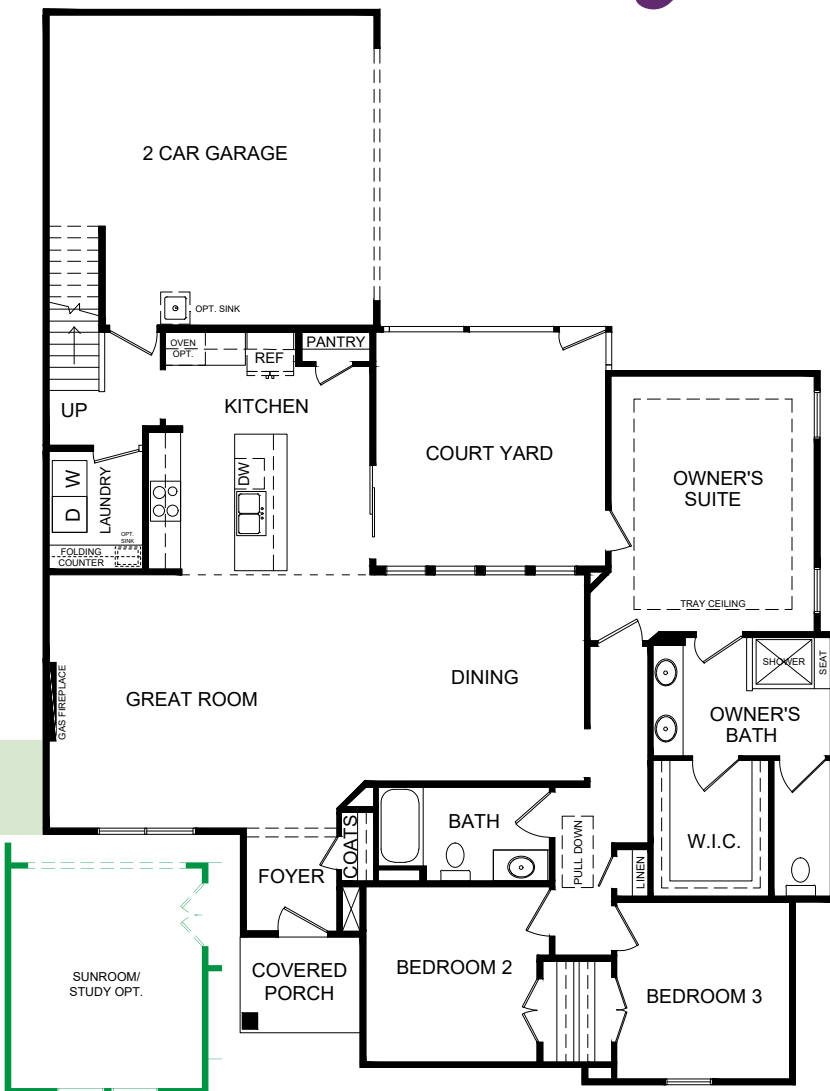 2 CAR GARAGE
OPT. SINK
OVEN
OPT.
REF
PANTRY
UP
KITCHEN
DW
COURT YARD
OWNER'S
SUITE
TRAY CEILING
D W
LAUNDRY
OPT.
SINK
FOLDING
COUNTER
GAS FIREPLACE
GREAT ROOM
DINING
SHOWER
SEAT
OWNER'S
BATH
W.I.C.
BATH
PULL DOWN
LINEN
COATS
FOYER
COVERED
PORCH
BEDROOM 2
BEDROOM 3
SUNROOM/
STUDY OPT.